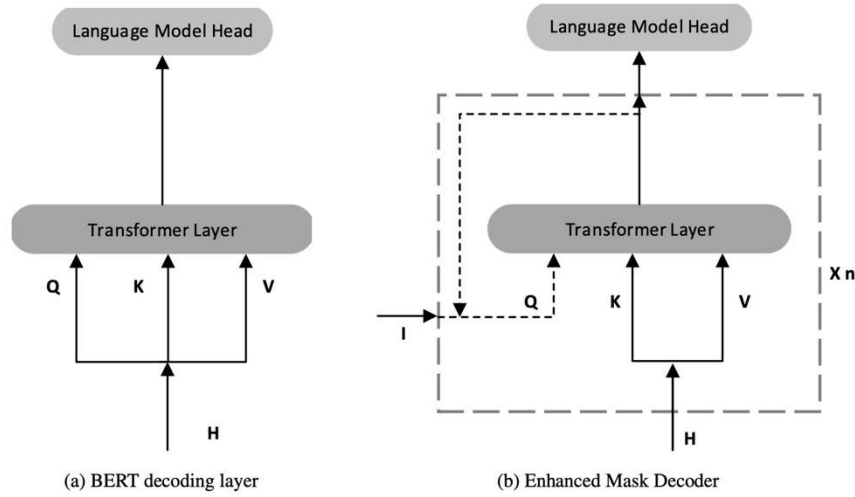 Language Model Head
Transformer Layer
Q
K
V
H
(a) BERT decoding layer
Language Model Head
Transformer Layer
X n
Q
K
V
I
H
(b) Enhanced Mask Decoder